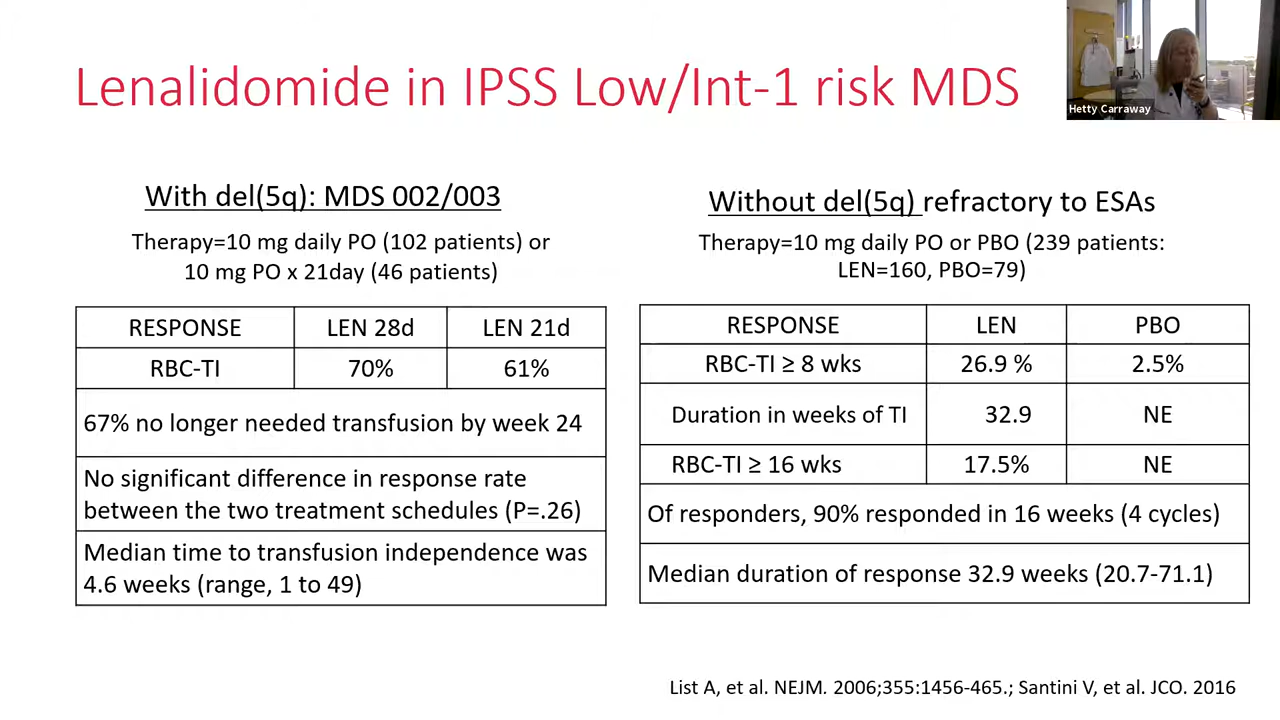 Lenalidomide in IPSS Low/Int-1 risk MDS
Hetty Carraway
With del(5q): MDS 002/003
Therapy=10 mg daily PO (102 patients) or
10 mg PO x 21day (46 patients)
RESPONSE LEN 28d LEN 21d
RBC-TI 70% 61%
67% no longer needed transfusion by week 24
No significant difference in response rate
between the two treatment schedules (P=.26)
Median time to transfusion independence was
4.6 weeks (range, 1 to 49)
Without del(5q) refractory to ESAs
Therapy=10 mg daily PO or PBO (239 patients:
LEN=160, PBO=79)
RESPONSE LEN PBO
RBC-TI ≥ 8 wks 26.9 % 2.5%
Duration in weeks of TI 32.9 NE
RBC-TI ≥ 16 wks 17.5% NE
Of responders, 90% responded in 16 weeks (4 cycles)
Median duration of response 32.9 weeks (20.7-71.1)
List A, et al. NEJM. 2006;355:1456-465.; Santini V, et al. JCO. 2016